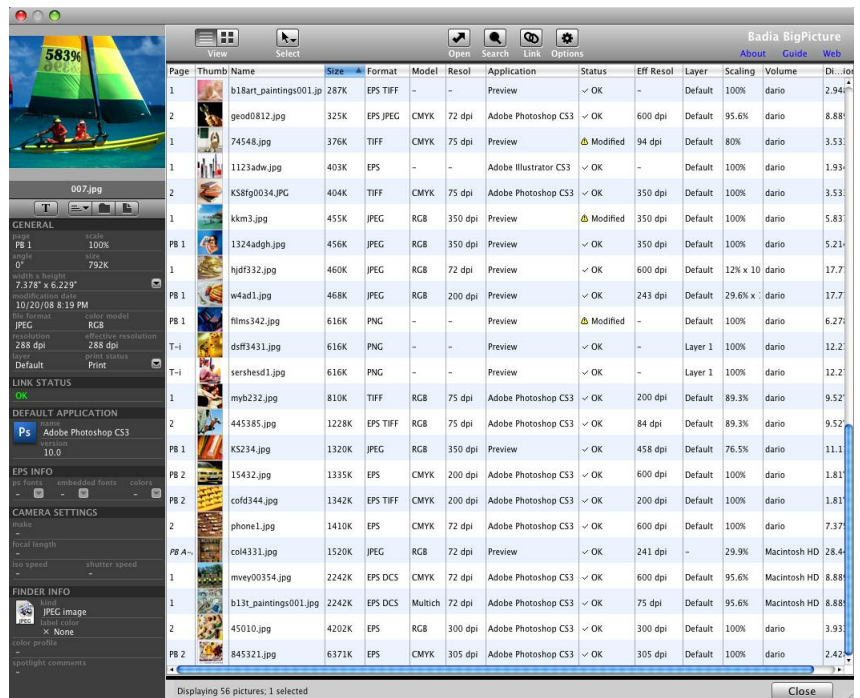 583%
View
Select
Open
Search
Link
Options
Badia BigPicture
About Guide Web
Page Thumb Name Size Format Model Resol Application Status Eff Resol Layer Scaling Volume
1 b18art_paintings001.jp 287K EPS TIFF – – Preview ✓ OK – Default 100% dario
2 geod0812.jpg 325K EPS JPEG CMYK 72 dpi Adobe Photoshop CS3 ✓ OK 600 dpi Default 95.6% dario
1 74548.jpg 376K TIFF CMYK 75 dpi Preview Modified 94 dpi Default 80% dario
1 1123adw.jpg 403K EPS – – Adobe Illustrator CS3 ✓ OK – Default 100% dario
2 KS8fg0034.JPG 404K TIFF CMYK 75 dpi Adobe Photoshop CS3 ✓ OK 350 dpi Default 100% dario
1 kkm3.jpg 455K JPEG RGB 350 dpi Preview Modified 350 dpi Default 100% dario
PB 1 1324adgh.jpg 456K JPEG RGB 350 dpi Preview ✓ OK 350 dpi Default 100% dario
1 hjdf332.jpg 460K JPEG RGB 72 dpi Preview ✓ OK 600 dpi Default 12% x 10 dario
PB 1 w4ad1.jpg 468K JPEG RGB 200 dpi Preview ✓ OK 243 dpi Default 29.6% x dario
PB 1 films342.jpg 616K PNG – – Preview Modified – Default 100% dario
T-i dsff3431.jpg 616K PNG – – Preview ✓ OK – Layer 1 100% dario
T-i sershesd1.jpg 616K PNG – – Preview ✓ OK – Layer 1 100% dario
1 myb232.jpg 810K TIFF RGB 75 dpi Adobe Photoshop CS3 ✓ OK 200 dpi Default 89.3% dario
2 445385.jpg 1228K EPS TIFF RGB 75 dpi Adobe Photoshop CS3 ✓ OK 84 dpi Default 89.3% dario
PB 1 KS234.jpg 1320K JPEG RGB 350 dpi Preview ✓ OK 458 dpi Default 76.5% dario
PB 2 15432.jpg 1335K EPS CMYK 200 dpi Adobe Photoshop CS3 ✓ OK 600 dpi Default 100% dario
PB 2 cofd344.jpg 1342K EPS TIFF CMYK 200 dpi Adobe Photoshop CS3 ✓ OK 200 dpi Default 100% dario
2 phone1.jpg 1410K EPS CMYK 72 dpi Adobe Photoshop CS3 ✓ OK 600 dpi Default 100% dario
PB A- col4331.jpg 1520K JPEG RGB 72 dpi Preview ✓ OK 241 dpi – 29.9% Macintosh HD
1 mvey00354.jpg 2242K EPS DCS CMYK 72 dpi Adobe Photoshop CS3 ✓ OK 600 dpi Default 95.6% Macintosh HD
1 b13t_paintings001.jpg 2242K EPS DCS Multich 72 dpi Adobe Photoshop CS3 ✓ OK 75 dpi Default 95.6% Macintosh HD
2 45010.jpg 4202K EPS RGB 300 dpi Adobe Photoshop CS3 ✓ OK 300 dpi Default 100% dario
PB 2 845321.jpg 6371K EPS CMYK 305 dpi Adobe Photoshop CS3 ✓ OK 305 dpi Default 100% dario
007.jpg
T
GENERAL
page scale
PB 1 100%
angle size
0° 792K
width x height
7.378" x 6.229"
modification date
10/20/08 8:19 PM
file format color model
JPEG RGB
resolution effective resolution
288 dpi 288 dpi
layer print status
Default Print
LINK STATUS
OK
DEFAULT APPLICATION
Ps
name
Adobe Photoshop CS3
version
10.0
EPS INFO
ps fonts embedded fonts colors
– – –
CAMERA SETTINGS
make
–
focal length
–
iso speed shutter speed
– –
FINDER INFO
kind
JPEG image
label color
× None
color profile
–
spotlight comments
–
Displaying 56 pictures; 1 selected
Close